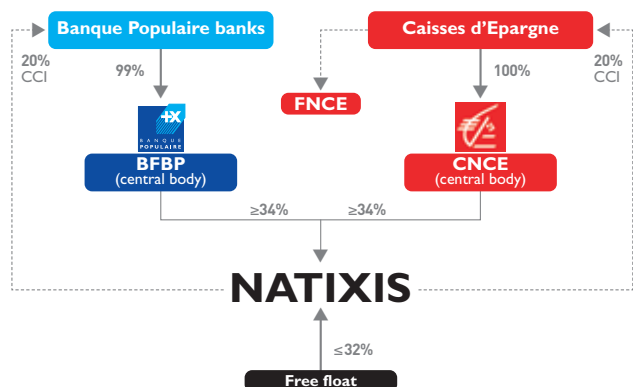 Banque Populaire banks
Caisses d'Epargne
20%
CCI
99%
100%
20%
CCI
FNCE
+X
BANQUE
POPULAIRE
BFBP
(central body)
CNCE
(central body)
≥34%
≥34%
NATIXIS
≤32%
Free float